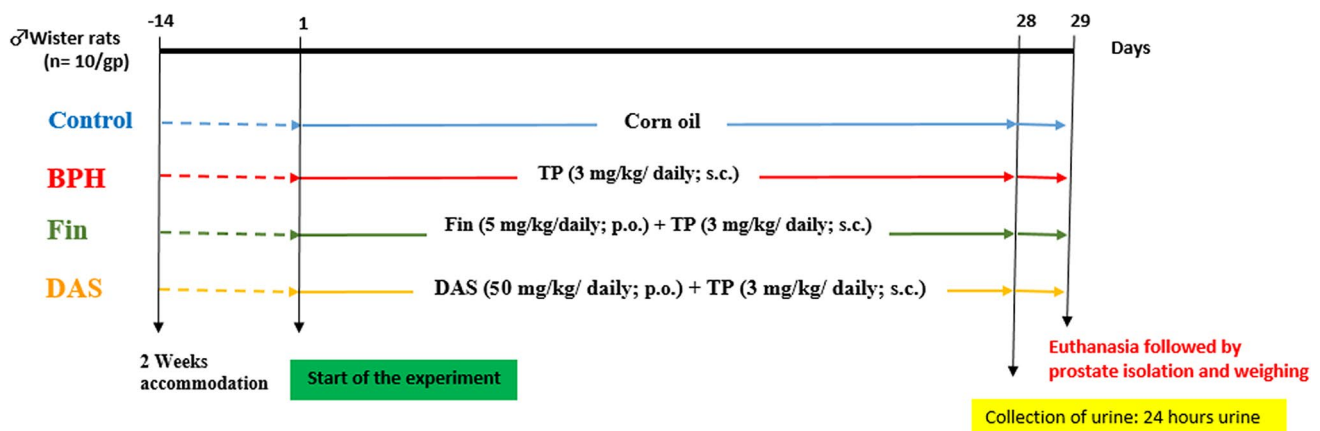 -14
1
28
29
♂Wister rats
(n= 10/gp)
Days
Control
Corn oil
BPH
TP (3 mg/kg/ daily; s.c.)
Fin
Fin (5 mg/kg/daily; p.o.) + TP (3 mg/kg/ daily; s.c.)
DAS
DAS (50 mg/kg/ daily; p.o.) + TP (3 mg/kg/ daily; s.c.)
2 Weeks
accommodation
Start of the experiment
Euthanasia followed by
prostate isolation and weighing
Collection of urine: 24 hours urine